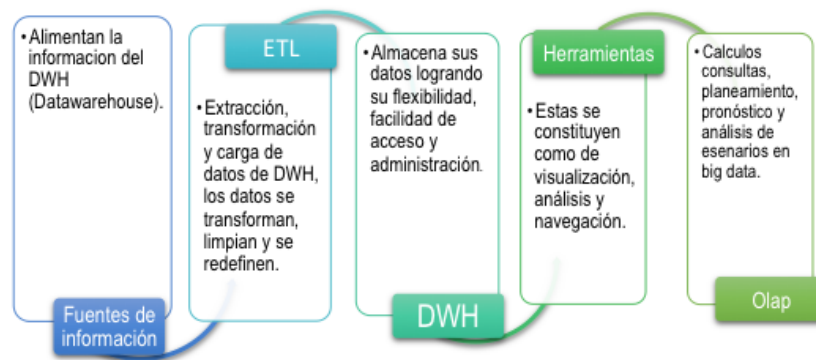 • Alimentan la
informacion del
DWH
(Datawarehouse).
Fuentes de
información
ETL
• Extracción,
transformación
y carga de
datos de DWH,
los datos se
transforman,
limpian y se
redefinen.
• Almacena sus
datos logrando
su flexibilidad,
facilidad de
acceso y
administración.
DWH
Herramientas
• Estas se
constituyen
como de
visualización,
análisis y
navegación.
• Calculos
consultas,
planeamiento,
pronóstico y
análisis de
esenarios en
big data.
Olap